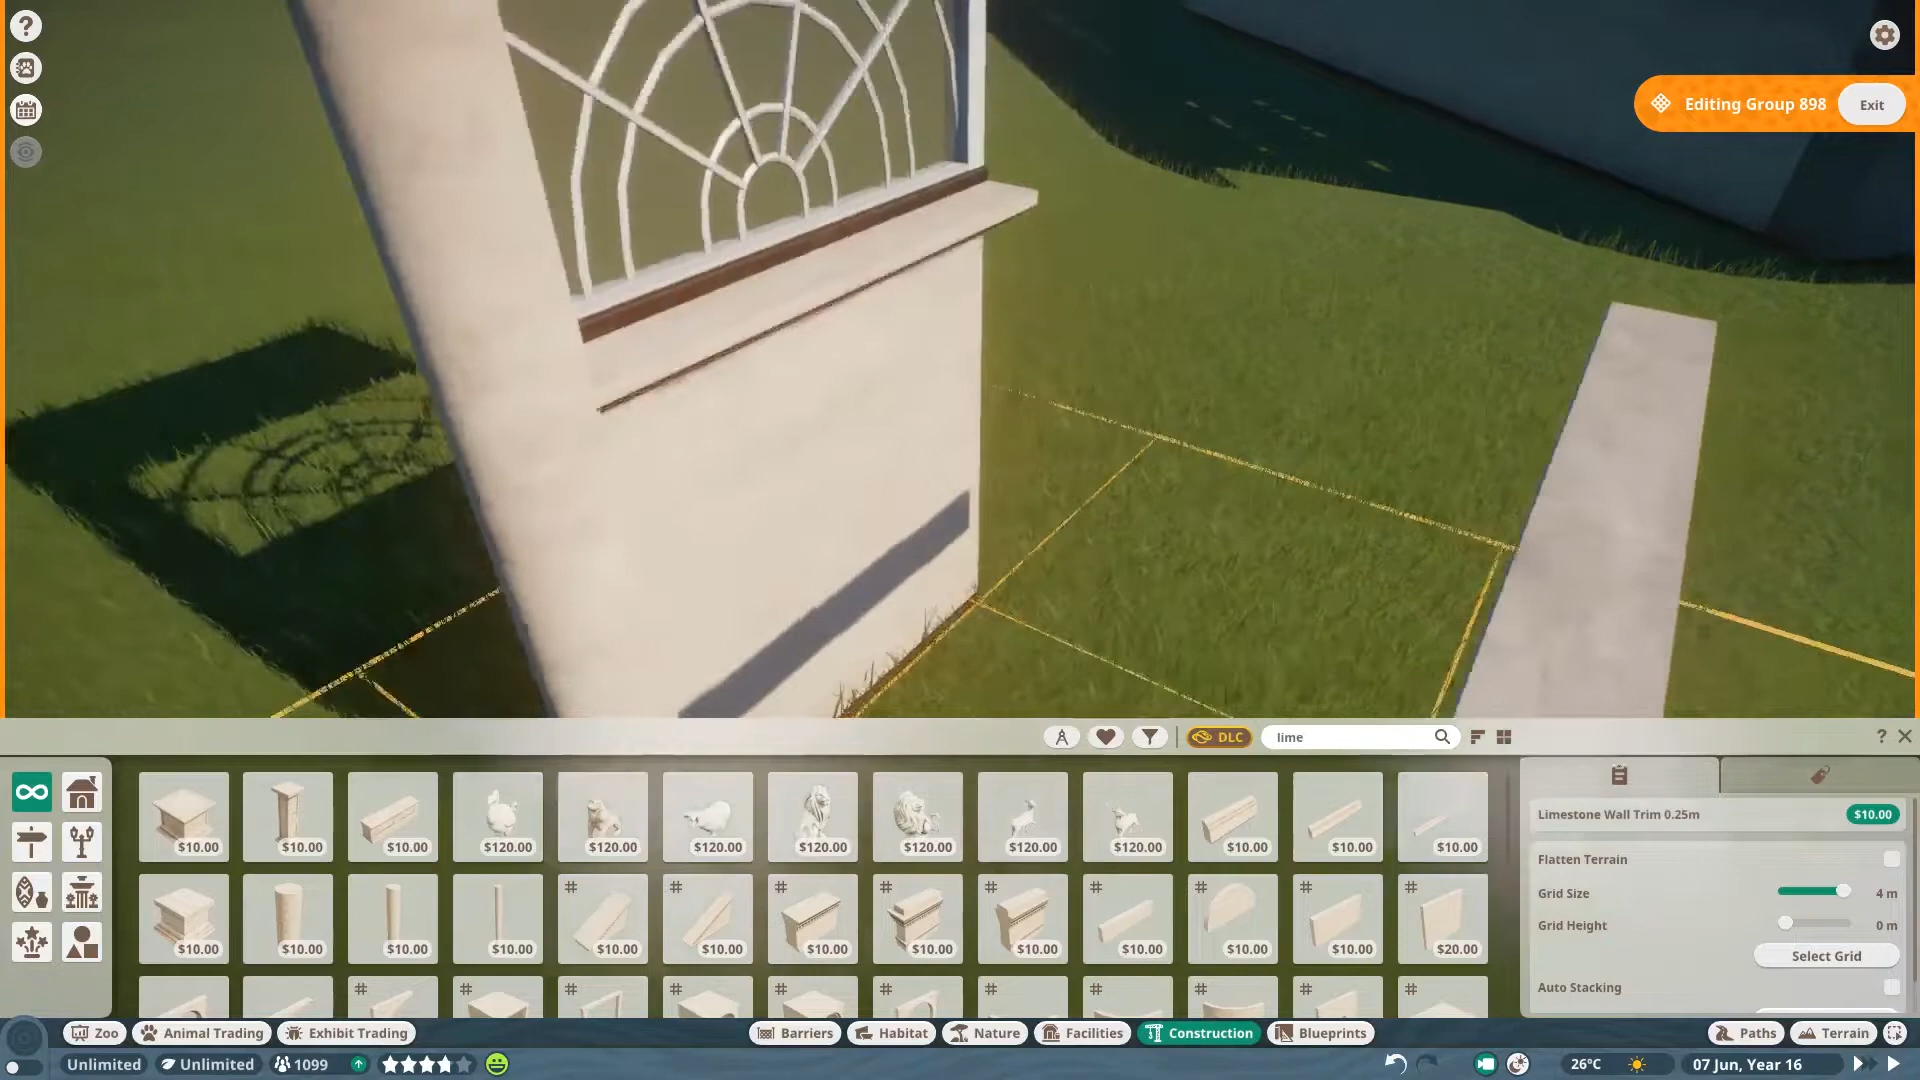 ?
Editing Group 898
Exit
DLC
lime
?
$10.00
$10.00
$10.00
$120.00
$120.00
$120.00
$120.00
$120.00
$120.00
$120.00
$10.00
$10.00
$10.00
#
#
#
#
#
#
#
#
#
$10.00
$10.00
$10.00
$10.00
$10.00
$10.00
$10.00
$10.00
$10.00
$10.00
$10.00
$10.00
$20.00
#
#
#
#
#
#
#
#
#
#
#
Limestone Wall Trim 0.25m
$10.00
Flatten Terrain
Grid Size
4 m
Grid Height
0 m
Select Grid
Auto Stacking
Zoo
Animal Trading
Exhibit Trading
Barriers
Habitat
Nature
Facilities
Construction
Blueprints
Paths
Terrain
Unlimited
Unlimited
1099
26°C
07 Jun, Year 16